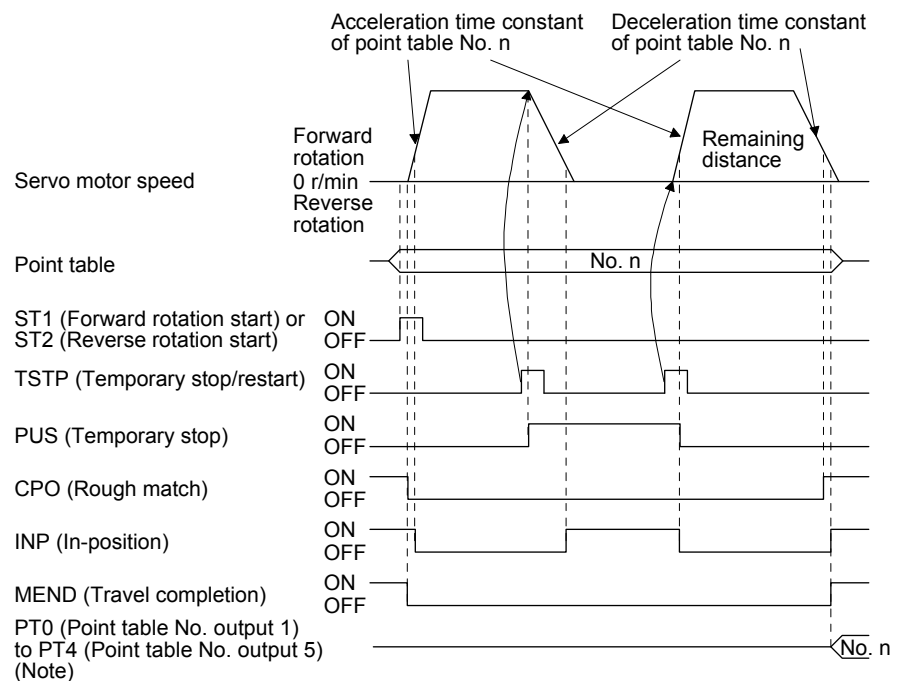 Acceleration time constant
of point table No. n
Deceleration time constant
of point table No. n
Forward
rotation
0 r/min
Reverse
rotation
Servo motor speed
Remaining
distance
Point table
No. n
ST1 (Forward rotation start) or
ST2 (Reverse rotation start)
ON
OFF
TSTP (Temporary stop/restart)
ON
OFF
PUS (Temporary stop)
ON
OFF
CPO (Rough match)
ON
OFF
INP (In-position)
ON
OFF
MEND (Travel completion)
ON
OFF
PT0 (Point table No. output 1)
to PT4 (Point table No. output 5)
(Note)
No. n